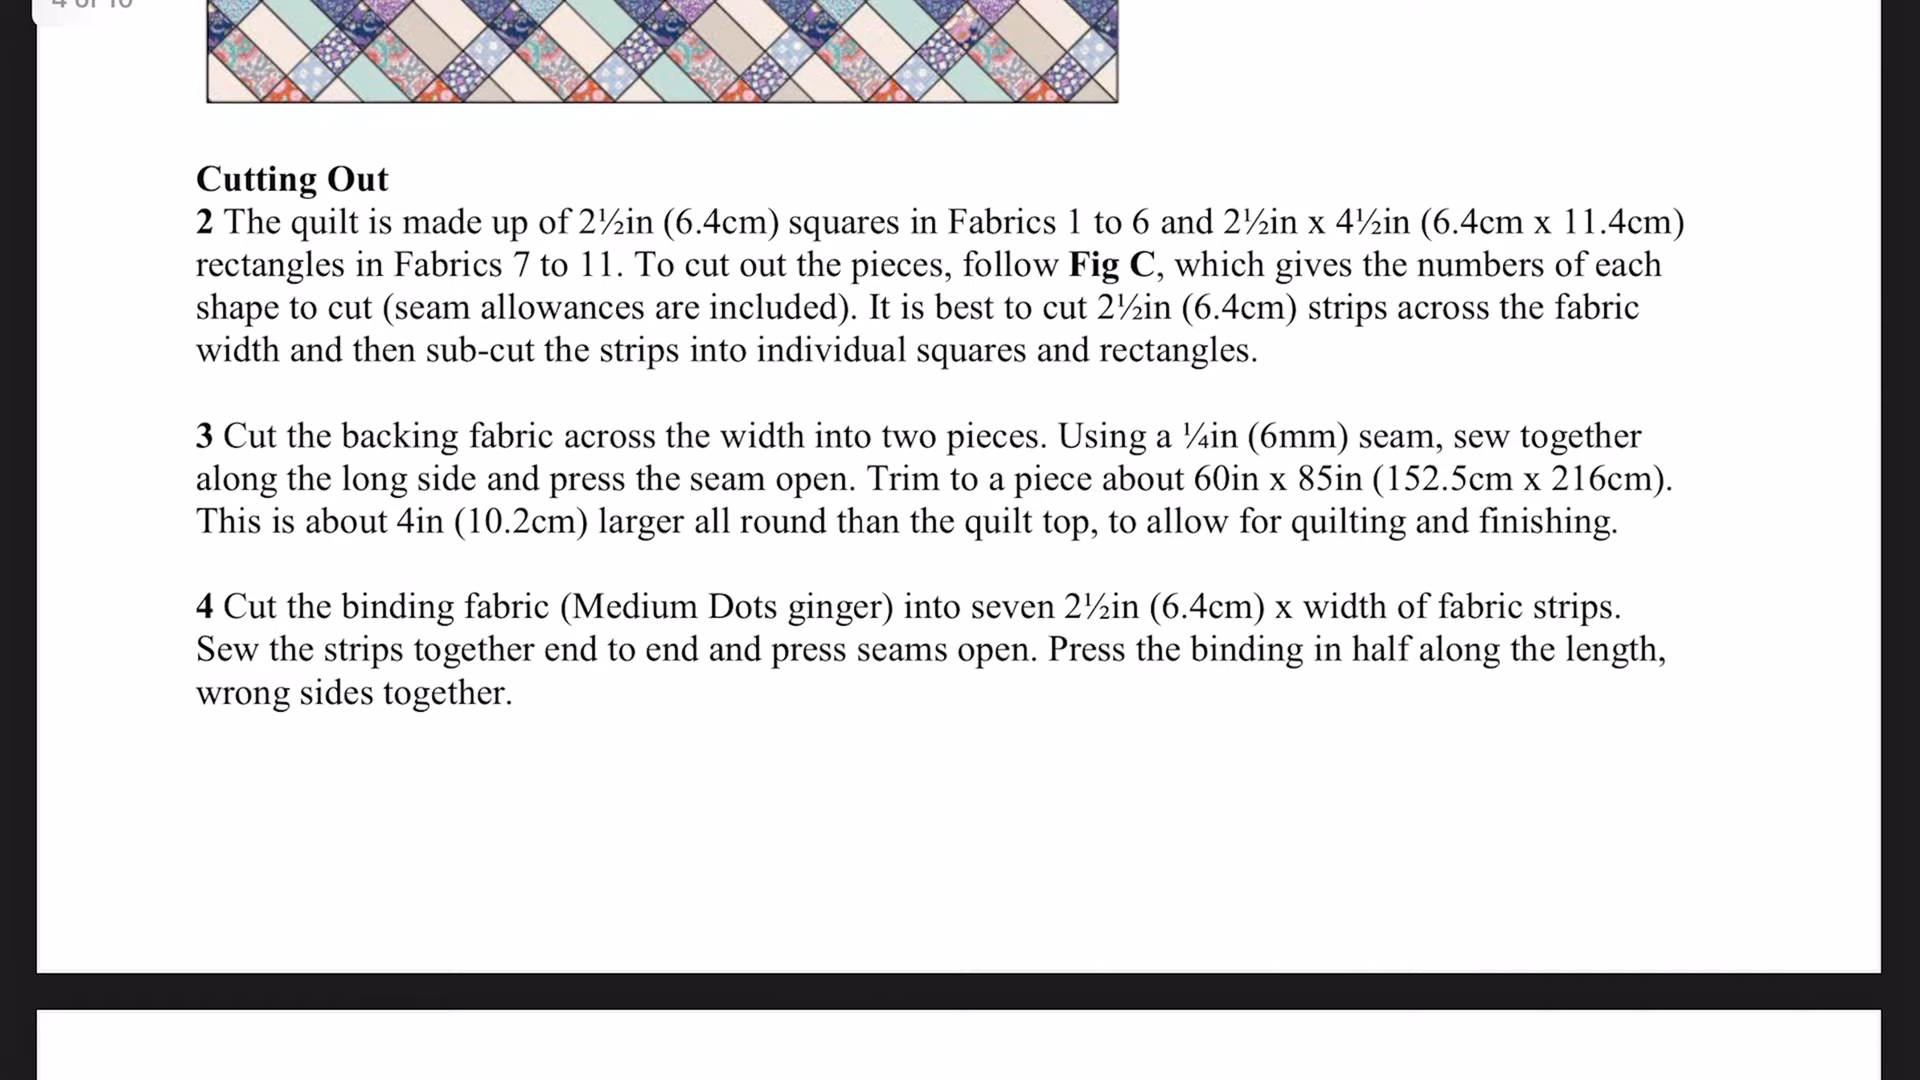 4 of 10
Cutting Out
2 The quilt is made up of 2½in (6.4cm) squares in Fabrics 1 to 6 and 2½in x 4½in (6.4cm x 11.4cm)
rectangles in Fabrics 7 to 11. To cut out the pieces, follow Fig C, which gives the numbers of each
shape to cut (seam allowances are included). It is best to cut 2½in (6.4cm) strips across the fabric
width and then sub-cut the strips into individual squares and rectangles.
3 Cut the backing fabric across the width into two pieces. Using a ¼in (6mm) seam, sew together
along the long side and press the seam open. Trim to a piece about 60in x 85in (152.5cm x 216cm).
This is about 4in (10.2cm) larger all round than the quilt top, to allow for quilting and finishing.
4 Cut the binding fabric (Medium Dots ginger) into seven 2½in (6.4cm) x width of fabric strips.
Sew the strips together end to end and press seams open. Press the binding in half along the length,
wrong sides together.